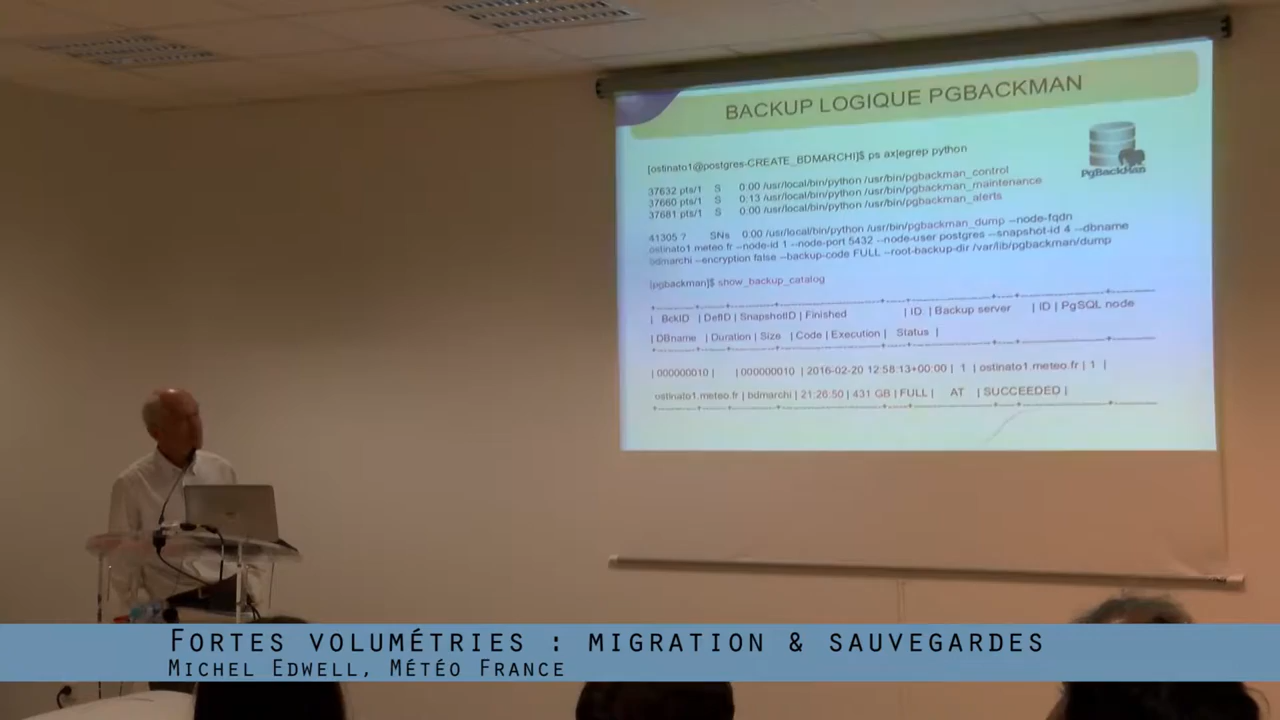 BACKUP LOGIQUE PGBACKMAN
PgBackMan
[ostinato1@postgres-CREATE_BDMARCHI]$ ps ax|egrep python
37632 pts/1 S 0:00 /usr/local/bin/python /usr/bin/pgbackman_control
37660 pts/1 S 0:13 /usr/local/bin/python /usr/bin/pgbackman_maintenance
37681 pts/1 S 0:00 /usr/local/bin/python /usr/bin/pgbackman_alerts
41305 ? SNs 0:00 /usr/local/bin/python /usr/bin/pgbackman_dump --node-fqdn
ostinato1.meteo.fr --node-id 1 --node-port 5432 --node-user postgres --snapshot-id 4 --dbname
bdmarchi --encryption false --backup-code FULL --root-backup-dir /var/lib/pgbackman/dump
[pgbackman]$ show_backup_catalog
| BckID | DefID | SnapshotID | Finished | ID | Backup server | ID | PgSQL node
| DBname | Duration | Size | Code | Execution | Status |
| 000000010 | | 000000010 | 2016-02-20 12:58:13+00:00 | 1 | ostinato1.meteo.fr | 1 |
ostinato1.meteo.fr | bdmarchi | 21:26:50 | 431 GB | FULL | AT | SUCCEEDED |
FORTES VOLUMÉTRIES : MIGRATION & SAUVEGARDES
MICHEL EDWELL, MÉTÉO FRANCE